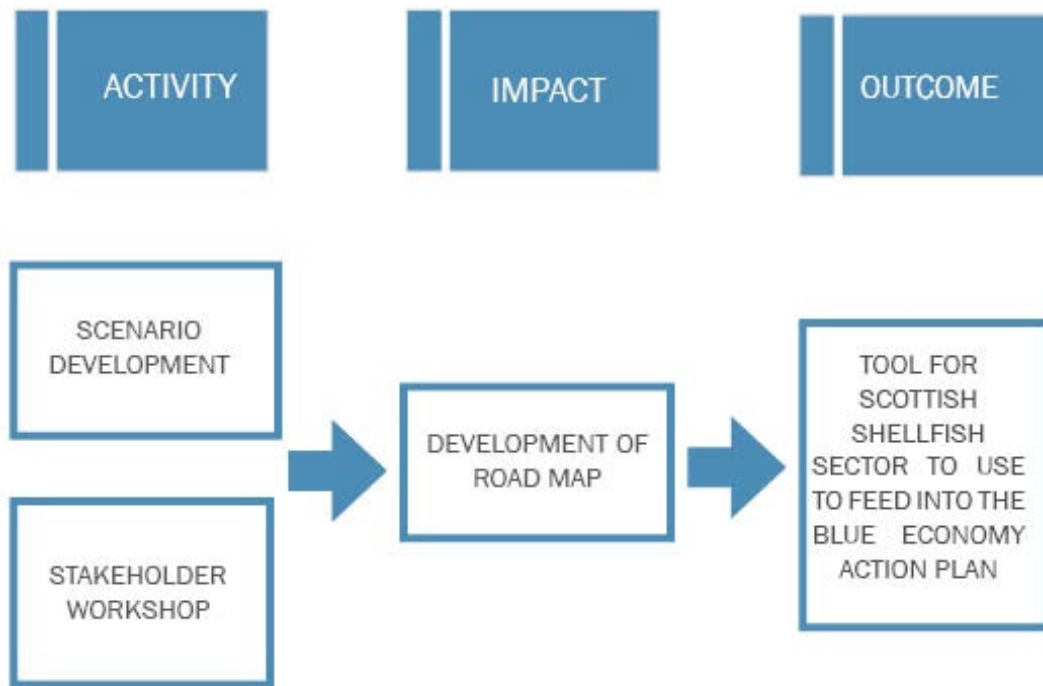 ACTIVITY
IMPACT
OUTCOME
SCENARIO
DEVELOPMENT
STAKEHOLDER
WORKSHOP
DEVELOPMENT OF
ROAD MAP
TOOL FOR
SCOTTISH
SHELLFISH
SECTOR TO USE
TO FEED INTO THE
BLUE ECONOMY
ACTION PLAN